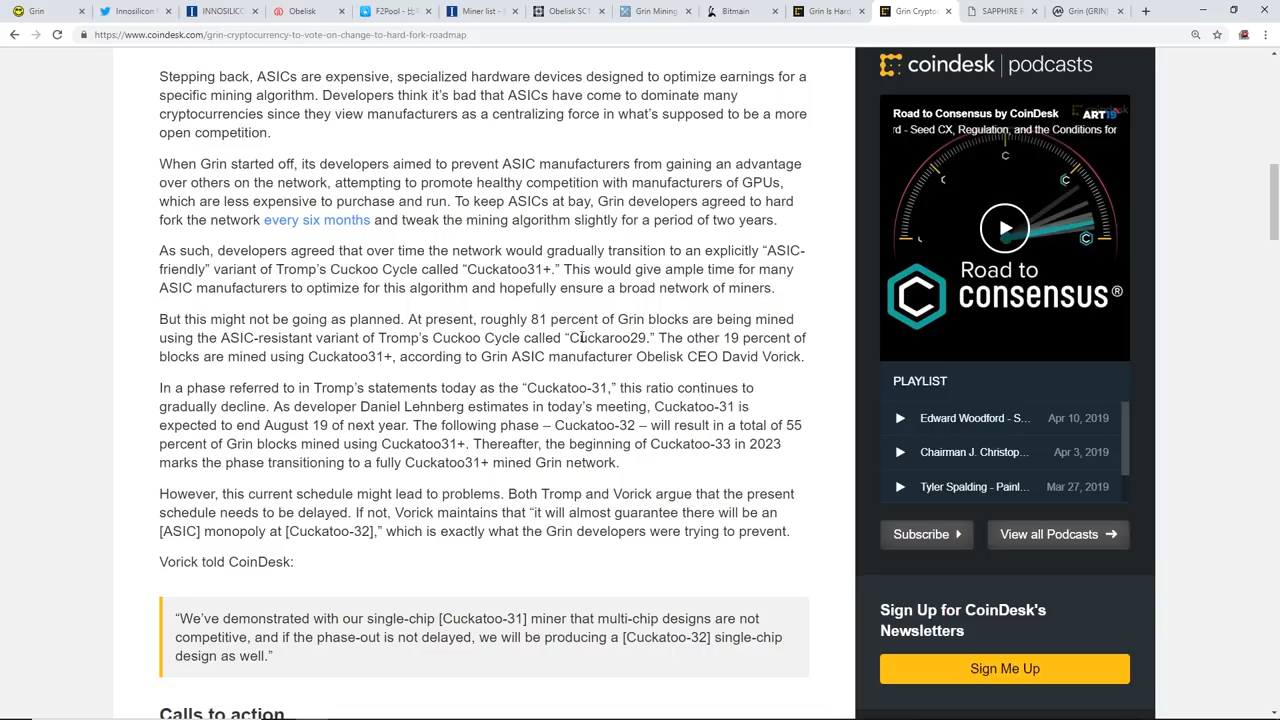 Grin
Innosilicon
INNOSILIC
Obelisk
F2Pool -
Miner list -
Obelisk SC1
Grin Mining
Bitmain
Grin Is Hard
Grin Crypto
SAPPHIRE R
Grin (GRIN)
https://www.coindesk.com/grin-cryptocurrency-to-vote-on-change-to-hard-fork-roadmap
Stepping back, ASICs are expensive, specialized hardware devices designed to optimize earnings for a
specific mining algorithm. Developers think it’s bad that ASICs have come to dominate many
cryptocurrencies since they view manufacturers as a centralizing force in what’s supposed to be a more
open competition.
When Grin started off, its developers aimed to prevent ASIC manufacturers from gaining an advantage
over others on the network, attempting to promote healthy competition with manufacturers of GPUs,
which are less expensive to purchase and run. To keep ASICs at bay, Grin developers agreed to hard
fork the network every six months and tweak the mining algorithm slightly for a period of two years.
As such, developers agreed that over time the network would gradually transition to an explicitly “ASIC-
friendly” variant of Tromp’s Cuckoo Cycle called “Cuckatoo31+.” This would give ample time for many
ASIC manufacturers to optimize for this algorithm and hopefully ensure a broad network of miners.
But this might not be going as planned. At present, roughly 81 percent of Grin blocks are being mined
using the ASIC-resistant variant of Tromp’s Cuckoo Cycle called “Cuckaroo29.” The other 19 percent of
blocks are mined using Cuckatoo31+, according to Grin ASIC manufacturer Obelisk CEO David Vorick.
In a phase referred to in Tromp’s statements today as the “Cuckatoo-31,” this ratio continues to
gradually decline. As developer Daniel Lehnberg estimates in today’s meeting, Cuckatoo-31 is
expected to end August 19 of next year. The following phase – Cuckatoo-32 – will result in a total of 55
percent of Grin blocks mined using Cuckatoo31+. Thereafter, the beginning of Cuckatoo-33 in 2023
marks the phase transitioning to a fully Cuckatoo31+ mined Grin network.
However, this current schedule might lead to problems. Both Tromp and Vorick argue that the present
schedule needs to be delayed. If not, Vorick maintains that “it will almost guarantee there will be an
[ASIC] monopoly at [Cuckatoo-32],” which is exactly what the Grin developers were trying to prevent.
Vorick told CoinDesk:
“We’ve demonstrated with our single-chip [Cuckatoo-31] miner that multi-chip designs are not
competitive, and if the phase-out is not delayed, we will be producing a [Cuckatoo-32] single-chip
design as well.”
Calls to action
coindesk | podcasts
Road to Consensus by CoinDesk
ART19
rd - Seed CX, Regulation, and the Conditions for
Road to
consensus®
PLAYLIST
Edward Woodford - S... Apr 10, 2019
Chairman J. Christop... Apr 3, 2019
Tyler Spalding - Painl... Mar 27, 2019
Subscribe
View all Podcasts
Sign Up for CoinDesk's
Newsletters
Sign Me Up